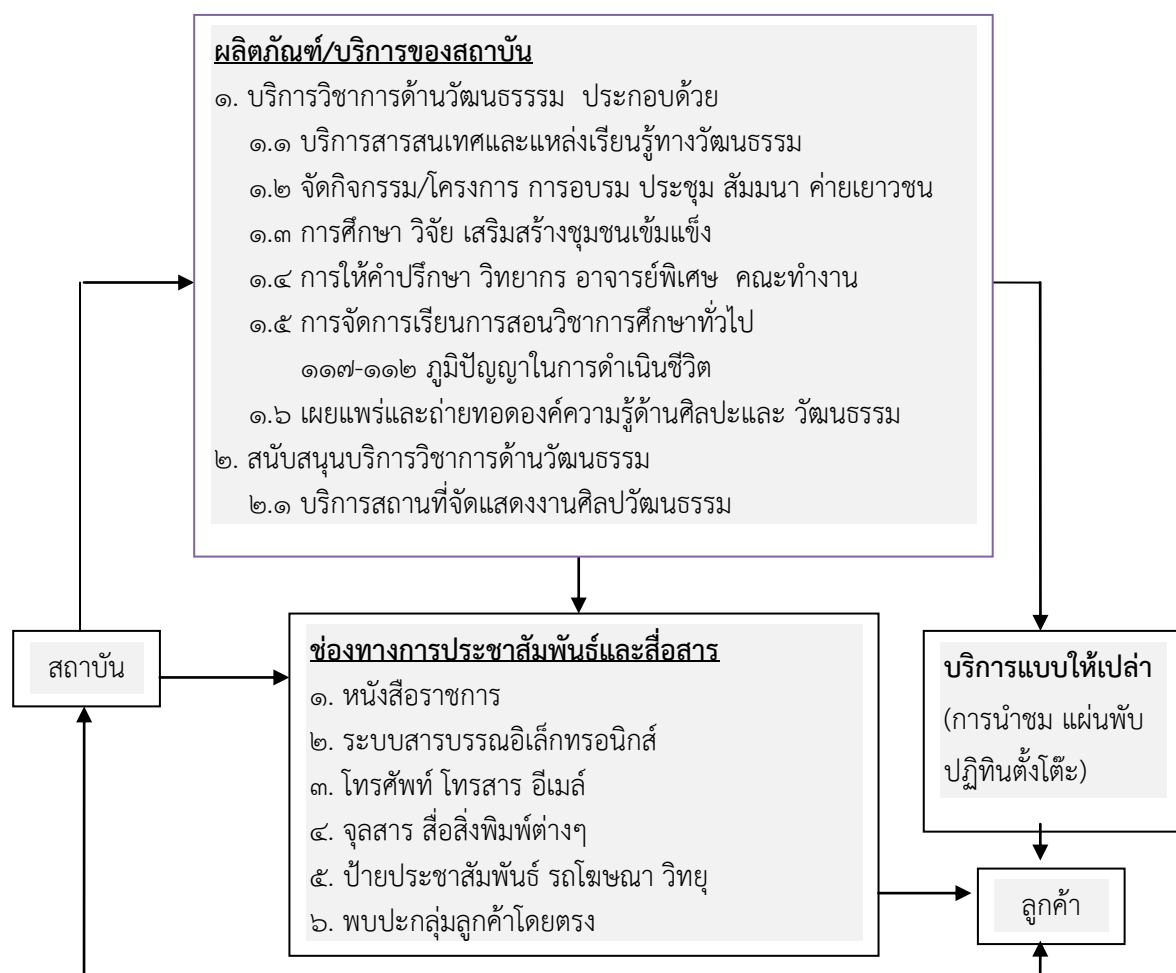 ผลิตภัณฑ์/บริการของสถาบัน
๑. บริการวิชาการด้านวัฒนธรรรม ประกอบด้วย
๑.๑ บริการสารสนเทศและแหล่งเรียนรู้ทางวัฒนธรรม
๑.๒ จัดกิจกรรม/โครงการ การอบรม ประชุม สัมมนา ค่ายเยาวชน
๑.๓ การศึกษา วิจัย เสริมสร้างชุมชนเข้มแข็ง
๑.๔ การให้คำปรึกษา วิทยากร อาจารย์พิเศษ คณะทำงาน
๑.๕ การจัดการเรียนการสอนวิชาการศึกษาทั่วไป
๑๑๗-๑๑๒ ภูมิปัญญาในการดำเนินชีวิต
๑.๖ เผยแพร่และถ่ายทอดองค์ความรู้ด้านศิลปะและ วัฒนธรรม
๒. สนับสนุนบริการวิชาการด้านวัฒนธรรม
๒.๑ บริการสถานที่จัดแสดงงานศิลปวัฒนธรรม
สถาบัน
ช่องทางการประชาสัมพันธ์และสื่อสาร
๑. หนังสือราชการ
๒. ระบบสารบรรณอิเล็กทรอนิกส์
๓. โทรศัพท์ โทรสาร อีเมล์
๔. จุลสาร สื่อสิ่งพิมพ์ต่างๆ
๕. ป้ายประชาสัมพันธ์ รถโฆษณา วิทยุ
๖. พบปะกลุ่มลูกค้าโดยตรง
บริการแบบให้เปล่า
(การนำชม แผ่นพับ
ปฏิทินตั้งโต๊ะ)
ลูกค้า